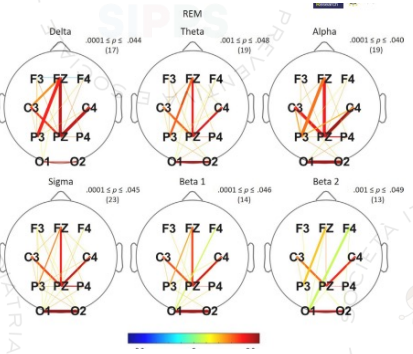 REM
Delta
.0001 ≤ p ≤ .044
(17)
Theta
.001 ≤ p ≤ .048
(19)
Alpha
.0001 ≤ p ≤ .040
(19)
F3 FZ F4
C3 C4
P3 PZ P4
O1 O2
F3 FZ F4
C3 C4
P3 PZ P4
O1 O2
F3 FZ F4
C3 C4
P3 PZ P4
O1 O2
Sigma
.0001 ≤ p ≤ .045
(23)
Beta 1
.0001 ≤ p ≤ .046
(14)
Beta 2
.001 ≤ p ≤ .049
(13)
F3 FZ F4
C3 C4
P3 PZ P4
O1 O2
F3 FZ F4
C3 C4
P3 PZ P4
O1 O2
F3 FZ F4
C3 C4
P3 PZ P4
O1 O2